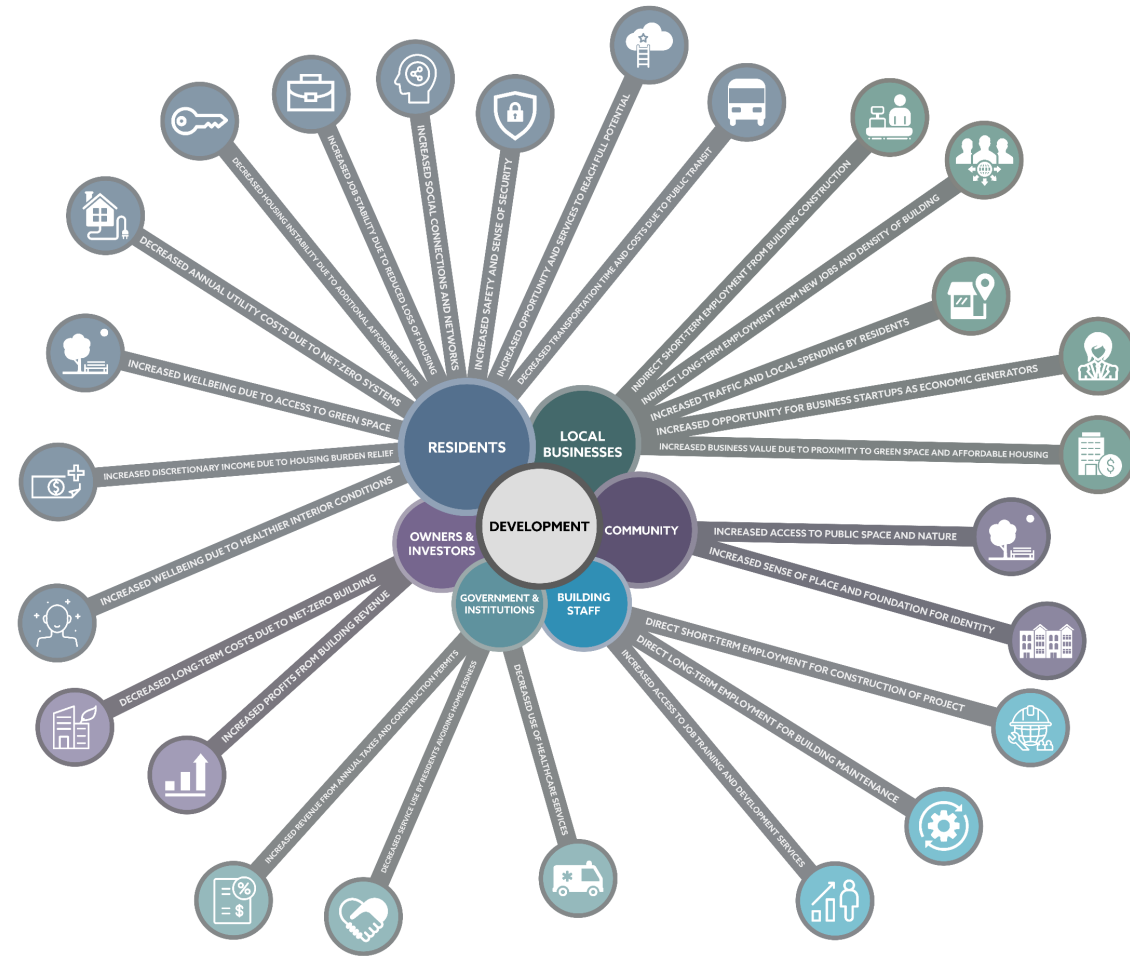 DECREASED HOUSING INSTABILITY DUE TO ADDITIONAL AFFORDABLE UNITS
INCREASED JOB STABILITY DUE TO REDUCED LOSS OF HOUSING
INCREASED SOCIAL CONNECTIONS AND NETWORKS
INCREASED SAFETY AND SENSE OF SECURITY
INCREASED OPPORTUNITY AND SERVICES TO REACH FULL POTENTIAL
DECREASED TRANSPORTATION TIME AND COSTS DUE TO PUBLIC TRANSIT
DECREASED ANNUAL UTILITY COSTS DUE TO NET-ZERO SYSTEMS
INCREASED WELLBEING DUE TO ACCESS TO GREEN SPACE
INCREASED DISCRETIONARY INCOME DUE TO HOUSING BURDEN RELIEF
INCREASED WELLBEING DUE TO HEALTHIER INTERIOR CONDITIONS
RESIDENTS
INDIRECT SHORT-TERM EMPLOYMENT FROM BUILDING CONSTRUCTION
INDIRECT LONG-TERM EMPLOYMENT FROM NEW JOBS AND DENSITY OF BUILDING
INCREASED TRAFFIC AND LOCAL SPENDING BY RESIDENTS
INCREASED OPPORTUNITY FOR BUSINESS STARTUPS AS ECONOMIC GENERATORS
INCREASED BUSINESS VALUE DUE TO PROXIMITY TO GREEN SPACE AND AFFORDABLE HOUSING
LOCAL
BUSINESSES
DEVELOPMENT
COMMUNITY
INCREASED ACCESS TO PUBLIC SPACE AND NATURE
INCREASED SENSE OF PLACE AND FOUNDATION FOR IDENTITY
OWNERS &
INVESTORS
DECREASED LONG-TERM COSTS DUE TO NET-ZERO BUILDING
INCREASED PROFITS FROM BUILDING REVENUE
GOVERNMENT &
INSTITUTIONS
INCREASED REVENUE FROM ANNUAL TAXES AND CONSTRUCTION PERMITS
DECREASED SERVICE USE BY RESIDENTS AVOIDING HOMELESSNESS
DECREASED USE OF HEALTHCARE SERVICES
BUILDING
STAFF
DIRECT SHORT-TERM EMPLOYMENT FOR CONSTRUCTION OF PROJECT
DIRECT LONG-TERM EMPLOYMENT FOR BUILDING MAINTENANCE
INCREASED ACCESS TO JOB TRAINING AND DEVELOPMENT SERVICES
$
$
%
$